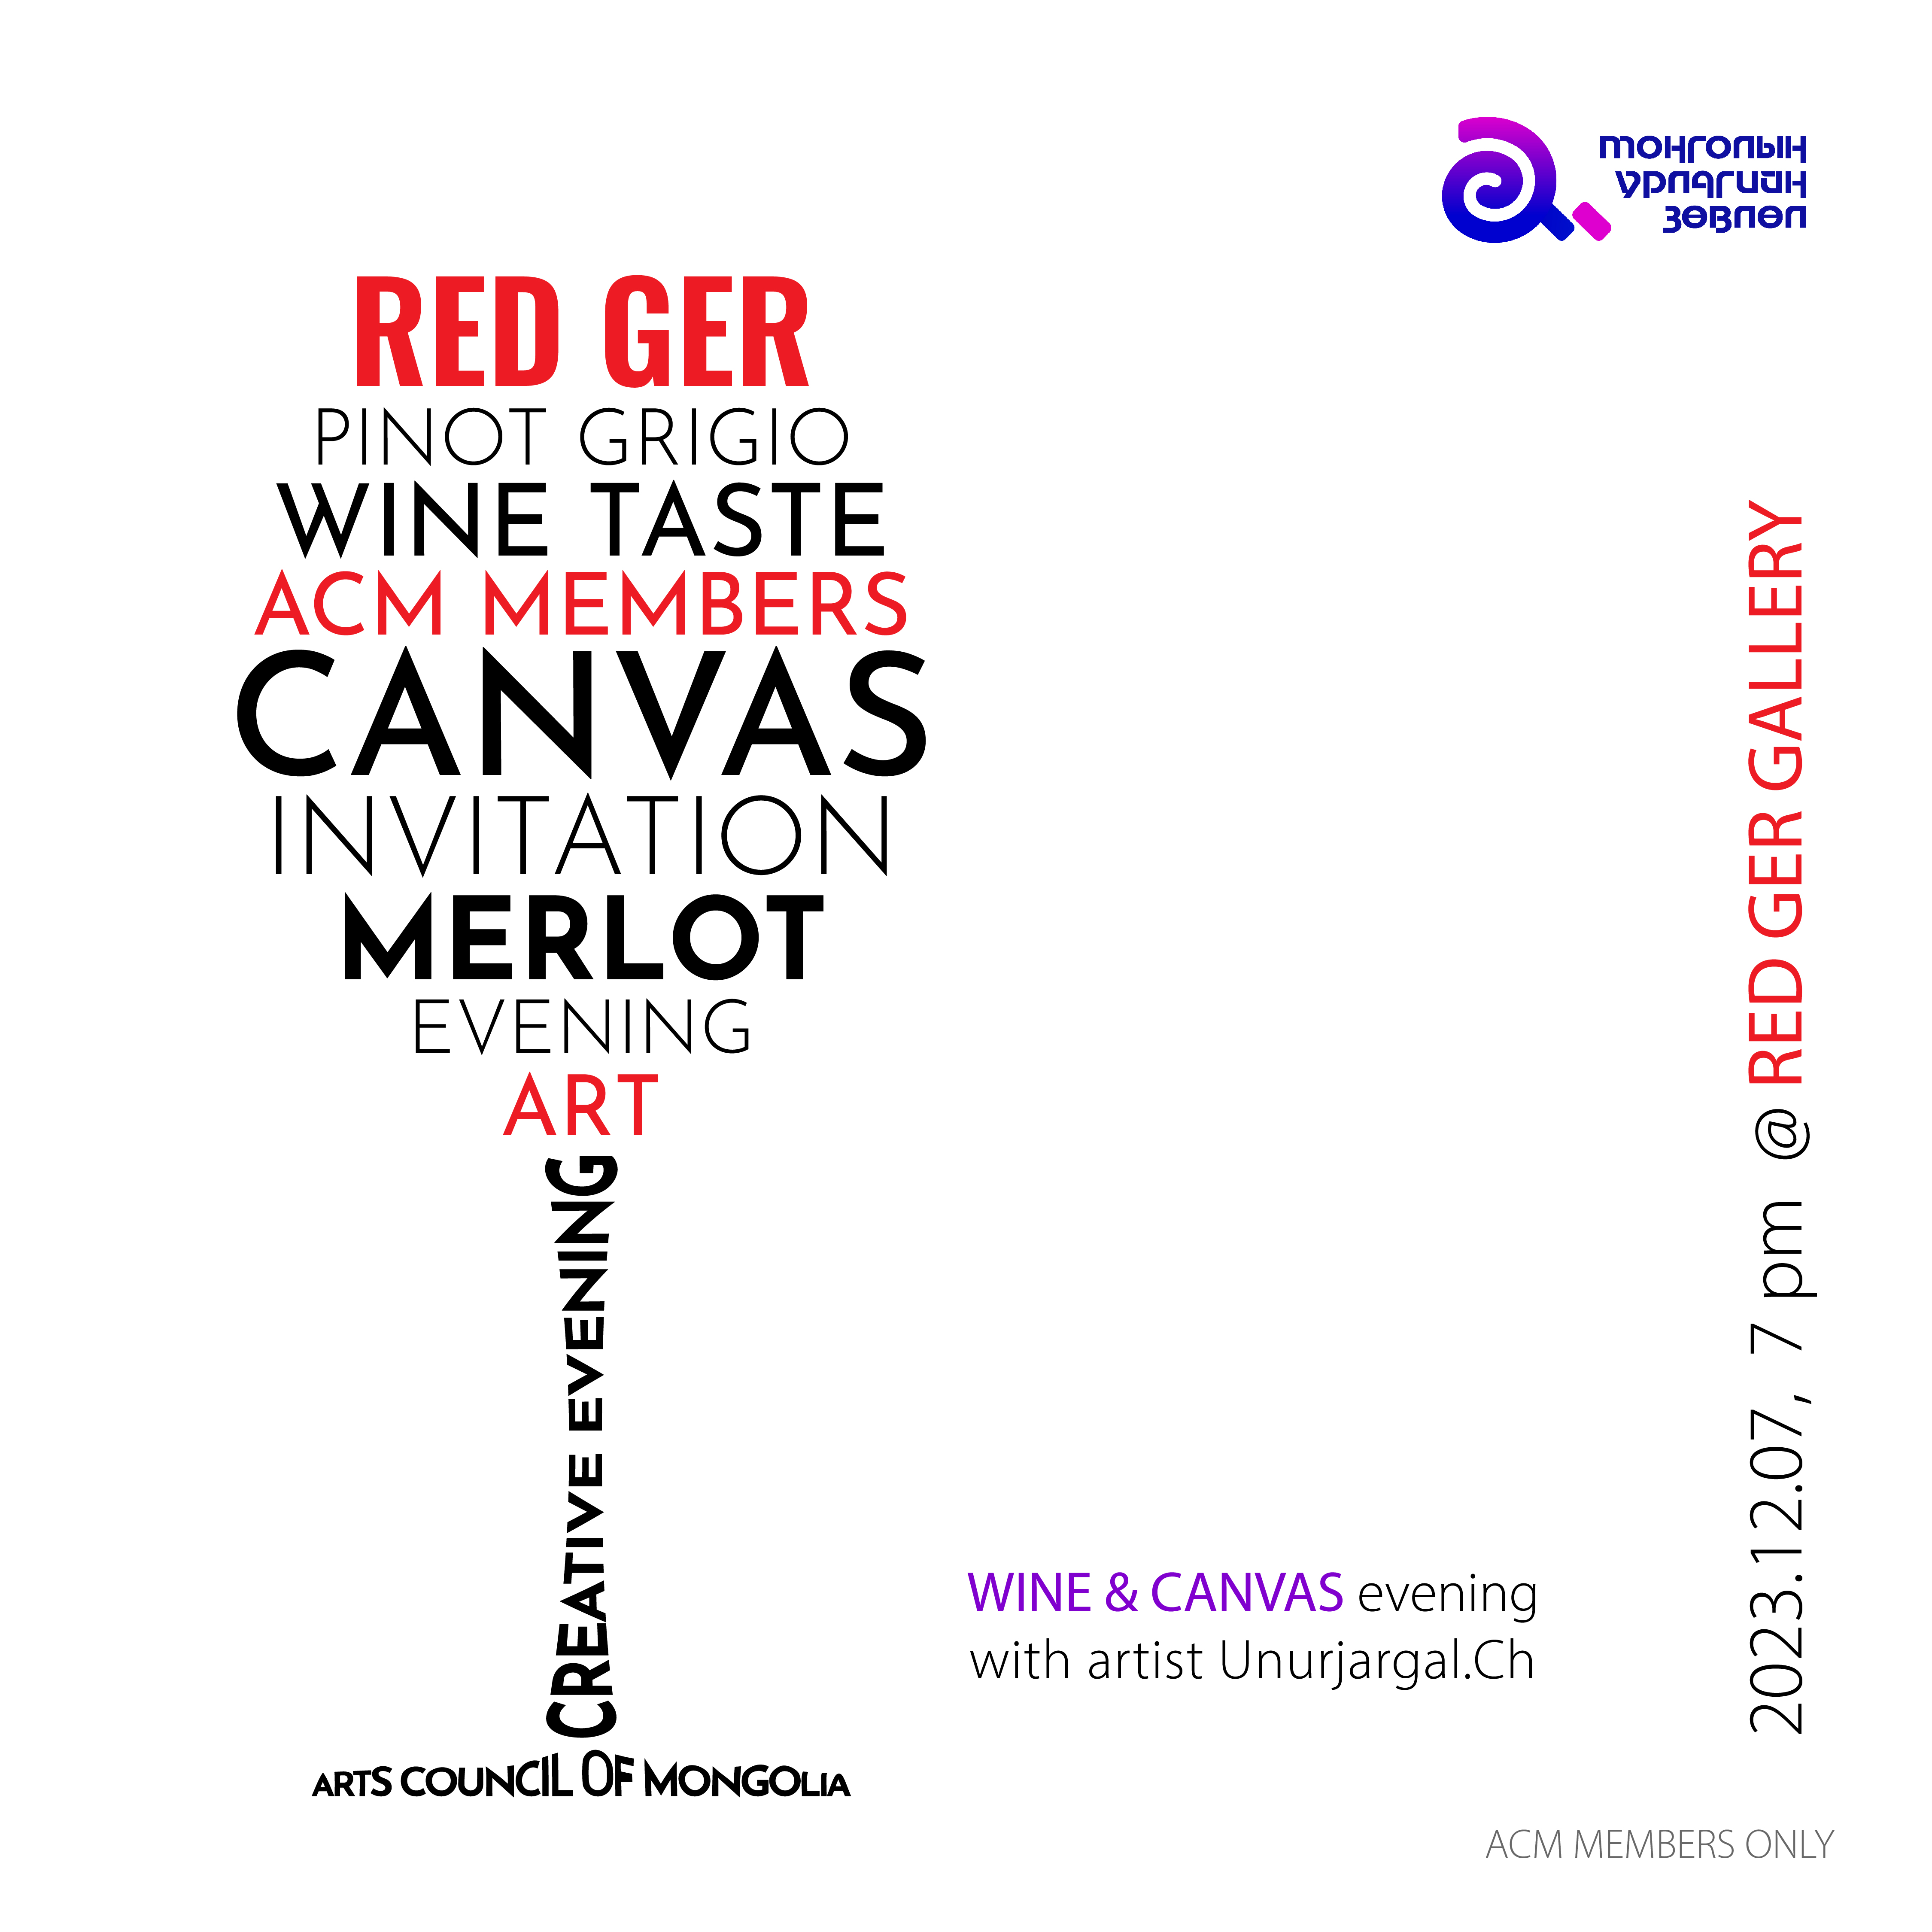 МОНГОЛЫН
УРЛАГИЙН
ЗӨВЛӨЛ
RED GER
PINOT GRIGIO
WINE TASTE
ACM MEMBERS
CANVAS
INVITATION
MERLOT
EVENING
ART
CREATIVE EVENING
ARTS COUNCIL OF MONGOLIA
WINE & CANVAS evening
with artist Unurjargal.Ch
2023.12.07, 7 pm @ RED GER GALLERY
ACM MEMBERS ONLY